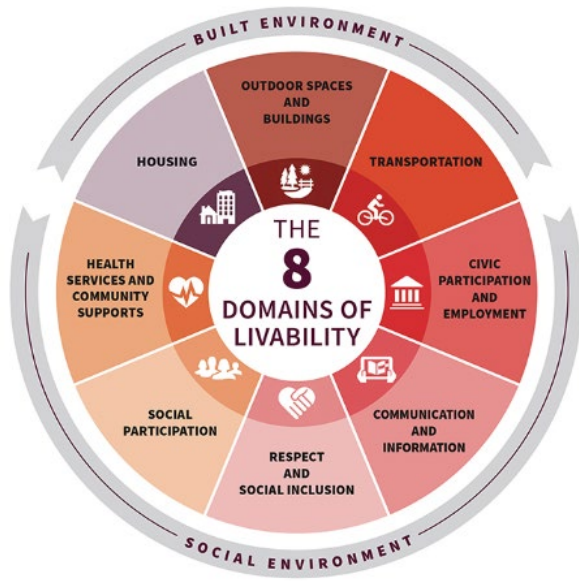 BUILT ENVIRONMENT
OUTDOOR SPACES
AND
BUILDINGS
TRANSPORTATION
CIVIC
PARTICIPATION
AND
EMPLOYMENT
COMMUNICATION
AND
INFORMATION
RESPECT
AND
SOCIAL INCLUSION
SOCIAL
PARTICIPATION
HEALTH
SERVICES AND
COMMUNITY
SUPPORTS
HOUSING
THE
8
DOMAINS OF
LIVABILITY
SOCIAL ENVIRONMENT